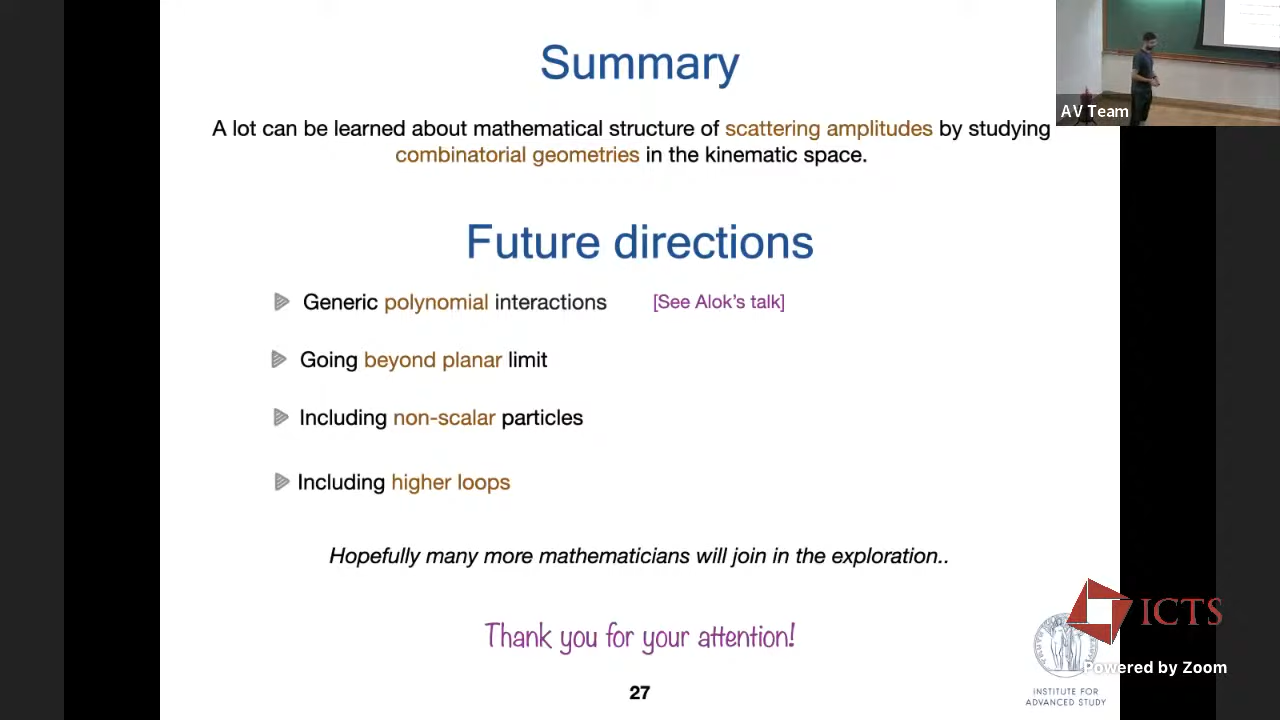 Summary
A lot can be learned about mathematical structure of scattering amplitudes by studying
combinatorial geometries in the kinematic space.
Future directions
Generic polynomial interactions [See Alok's talk]
Going beyond planar limit
Including non-scalar particles
Including higher loops
Hopefully many more mathematicians will join in the exploration..
Thank you for your attention!
27
AV Team
ICTS
Powered by Zoom
INSTITUTE FOR
ADVANCED STUDY